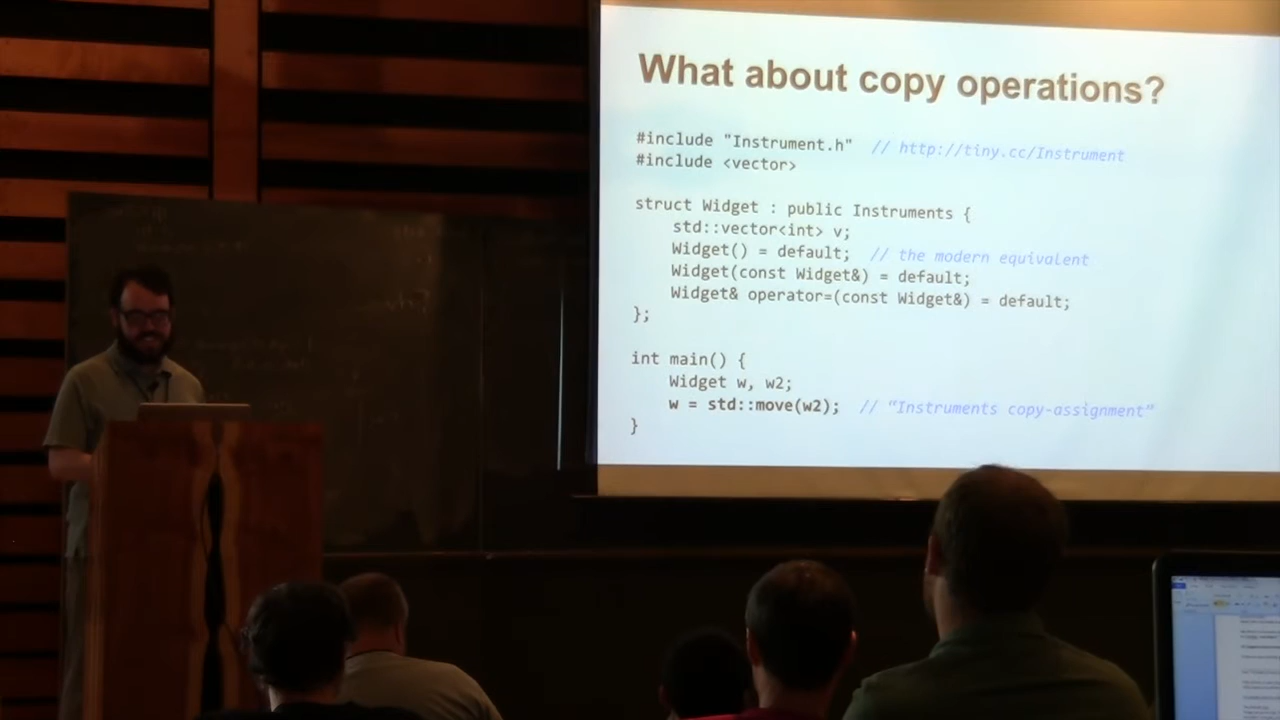 What about copy operations?
#include "Instrument.h" // http://tiny.cc/Instrument
#include <vector>
struct Widget : public Instruments {
std::vector<int> v;
Widget() = default; // the modern equivalent
Widget(const Widget&) = default;
Widget& operator=(const Widget&) = default;
};
int main() {
Widget w, w2;
w = std::move(w2); // “Instruments copy-assignment”
}